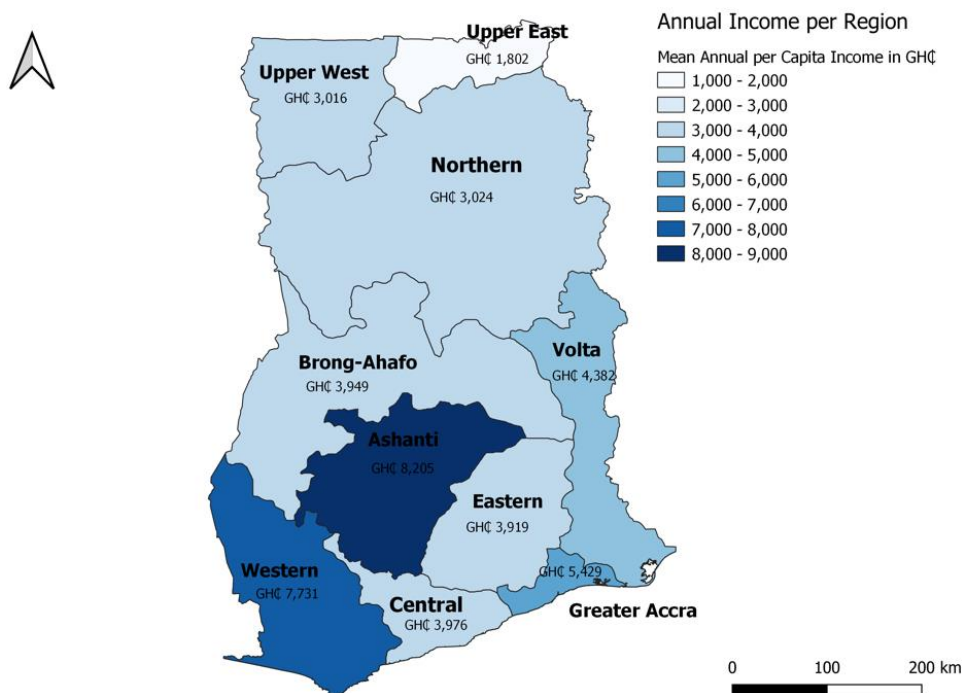 Annual Income per Region
Mean Annual per Capita Income in GH₵
1,000 - 2,000
2,000 - 3,000
3,000 - 4,000
4,000 - 5,000
5,000 - 6,000
6,000 - 7,000
7,000 - 8,000
8,000 - 9,000
Upper East
GH₵ 1,802
Upper West
GH₵ 3,016
Northern
GH₵ 3,024
Volta
GH₵ 4,382
Brong-Ahafo
GH₵ 3,949
Ashanti
GH₵ 8,205
Eastern
GH₵ 3,919
Western
GH₵ 7,731
GH₵ 5,429
Greater Accra
Central
GH₵ 3,976
0 100 200 km